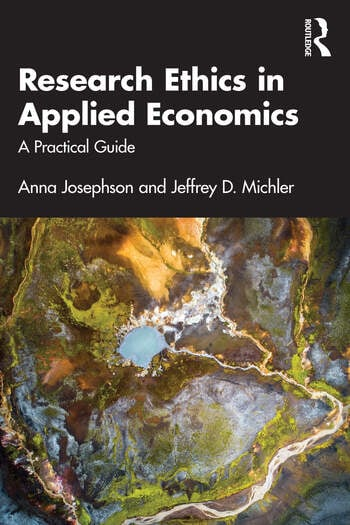 ROUTLEDGE
Research Ethics in
Applied Economics
A Practical Guide
Anna Josephson and Jeffrey D. Michler